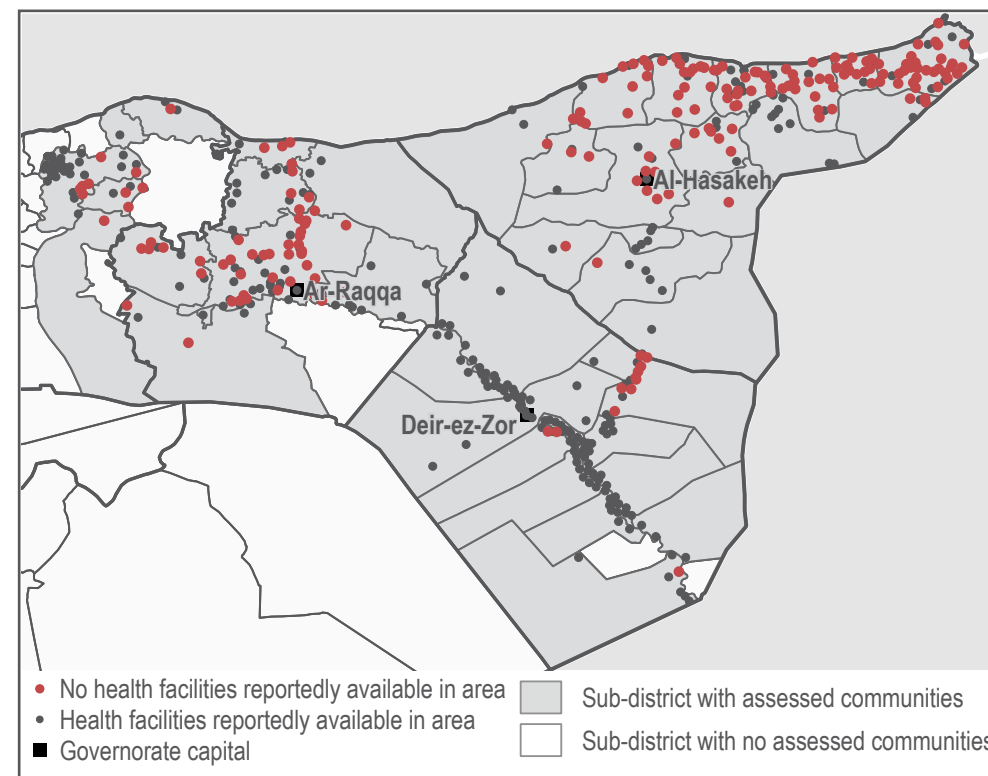 Al-Hasakeh
Ar-Raqqa
Deir-ez-Zor
No health facilities reportedly available in area
Health facilities reportedly available in area
Governorate capital
Sub-district with assessed communities
Sub-district with no assessed communities